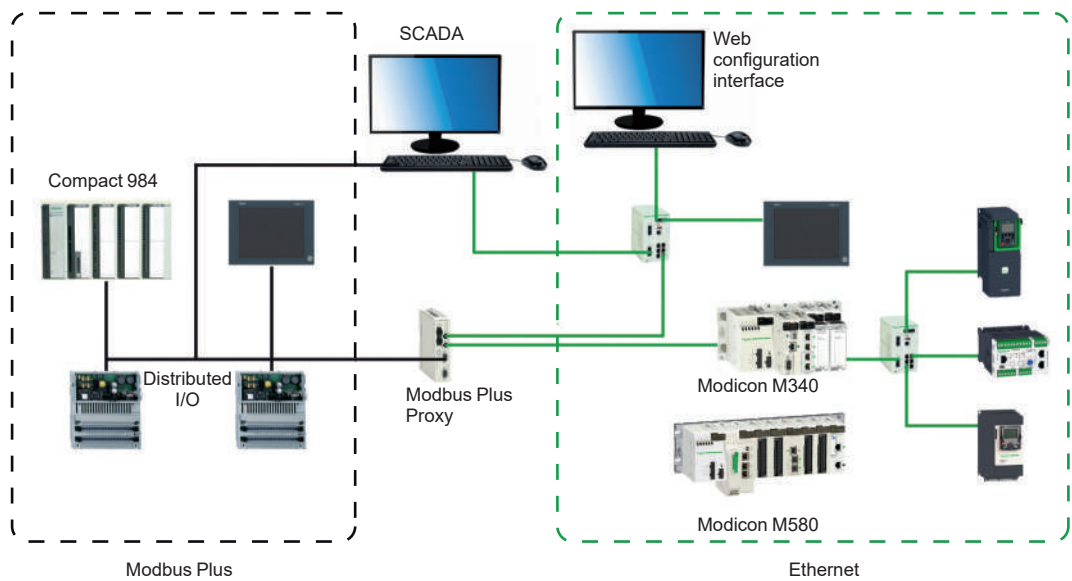 SCADA
Web
configuration
interface
Compact 984
Distributed
I/O
Modbus Plus
Proxy
Modicon M340
Modicon M580
Modbus Plus
Ethernet